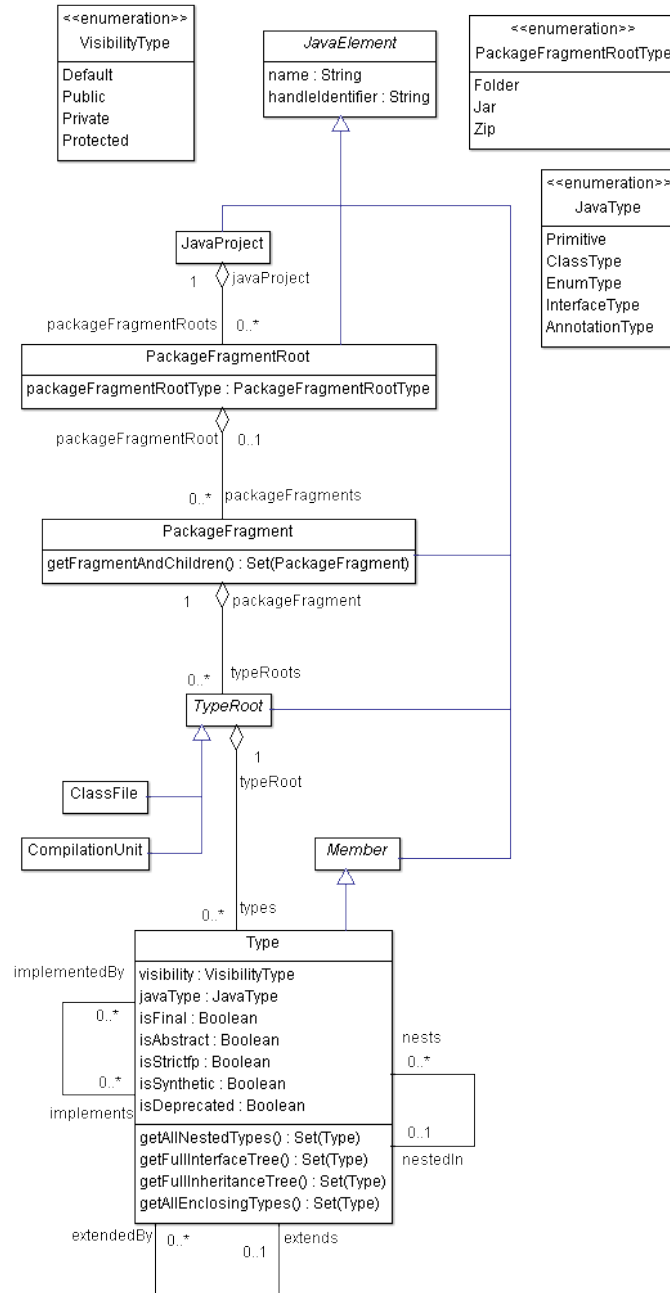 <<enumeration>>
VisibilityType
Default
Public
Private
Protected
JavaElement
name : String
handleIdentifier : String
<<enumeration>>
PackageFragmentRootType
Folder
Jar
Zip
<<enumeration>>
JavaType
Primitive
ClassType
EnumType
InterfaceType
AnnotationType
JavaProject
1
javaProject
packageFragmentRoots
0..*
PackageFragmentRoot
packageFragmentRootType : PackageFragmentRootType
packageFragmentRoot
0..1
0..*
packageFragments
PackageFragment
getFragmentAndChildren() : Set(PackageFragment)
1
packageFragment
0..*
typeRoots
TypeRoot
1
typeRoot
ClassFile
CompilationUnit
Member
0..*
types
Type
implementedBy
0..*
0..*
implements
visibility : VisibilityType
javaType : JavaType
isFinal : Boolean
isAbstract : Boolean
isStrictfp : Boolean
isSynthetic : Boolean
isDeprecated : Boolean
getAllNestedTypes() : Set(Type)
getFullInterfaceTree() : Set(Type)
getFullInheritanceTree() : Set(Type)
getAllEnclosingTypes() : Set(Type)
nests
0..*
0..1
nestedIn
extendedBy
0..*
0..1
extends